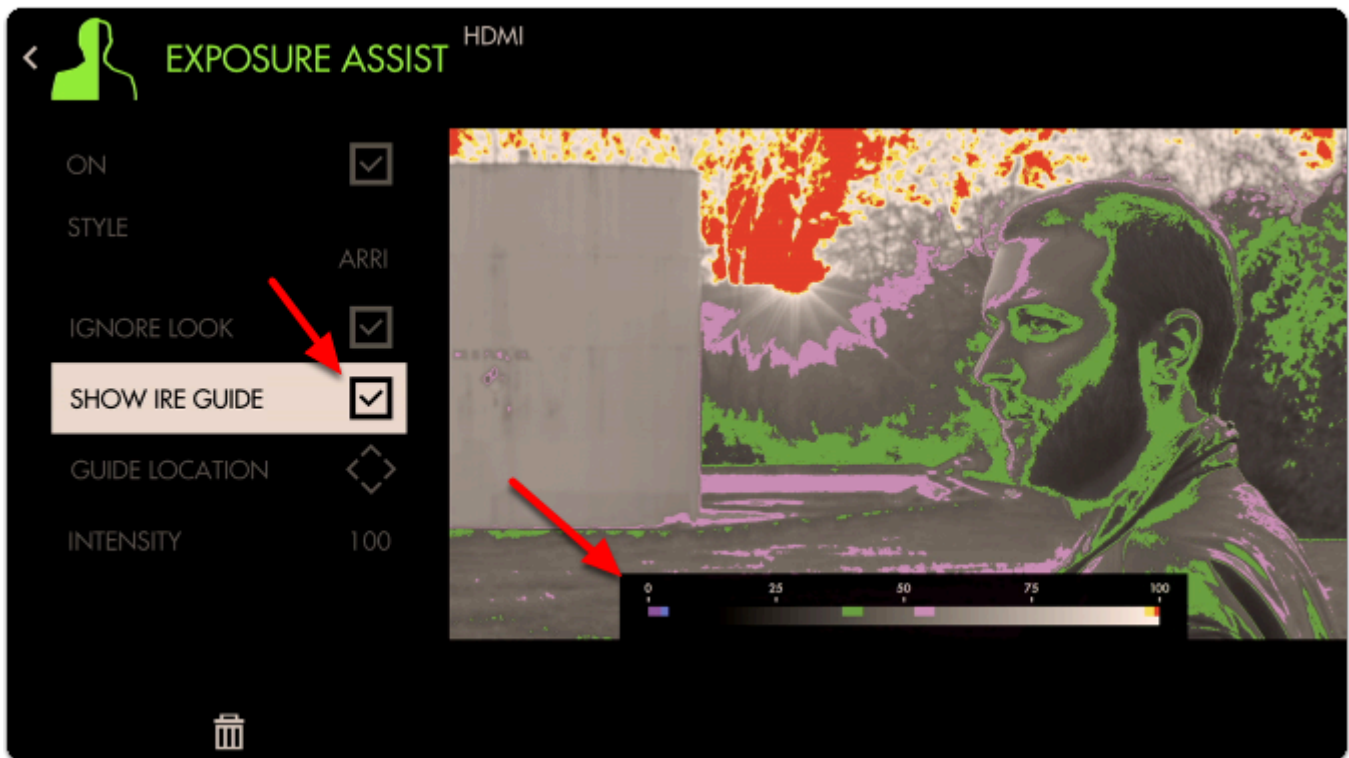 EXPOSURE ASSIST
HDMI
ON
STYLE
ARRI
IGNORE LOOK
SHOW IRE GUIDE
GUIDE LOCATION
INTENSITY 100
0 25 50 75 100